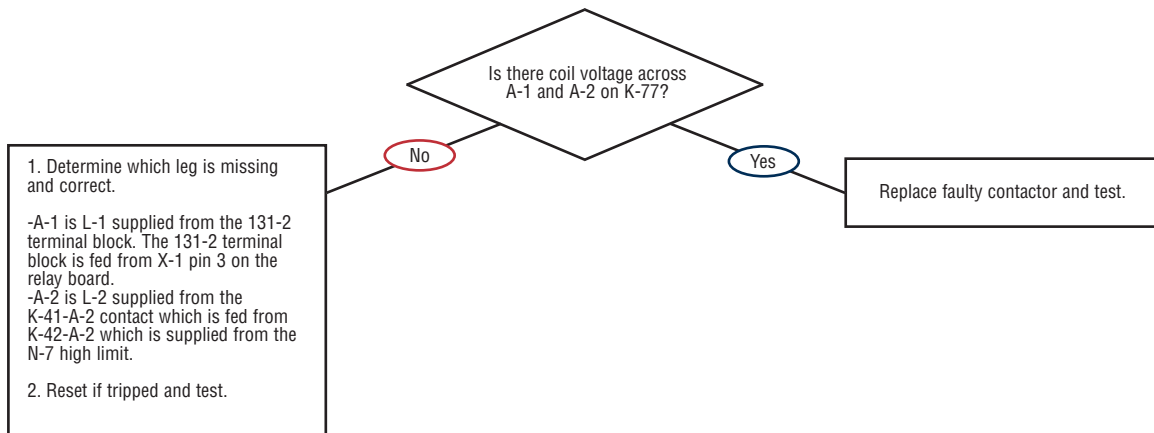 Is there coil voltage across
A-1 and A-2 on K-77?
No
Yes
1. Determine which leg is missing
and correct.
-A-1 is L-1 supplied from the 131-2
terminal block. The 131-2 terminal
block is fed from X-1 pin 3 on the
relay board.
-A-2 is L-2 supplied from the
K-41-A-2 contact which is fed from
K-42-A-2 which is supplied from the
N-7 high limit.
2. Reset if tripped and test.
Replace faulty contactor and test.